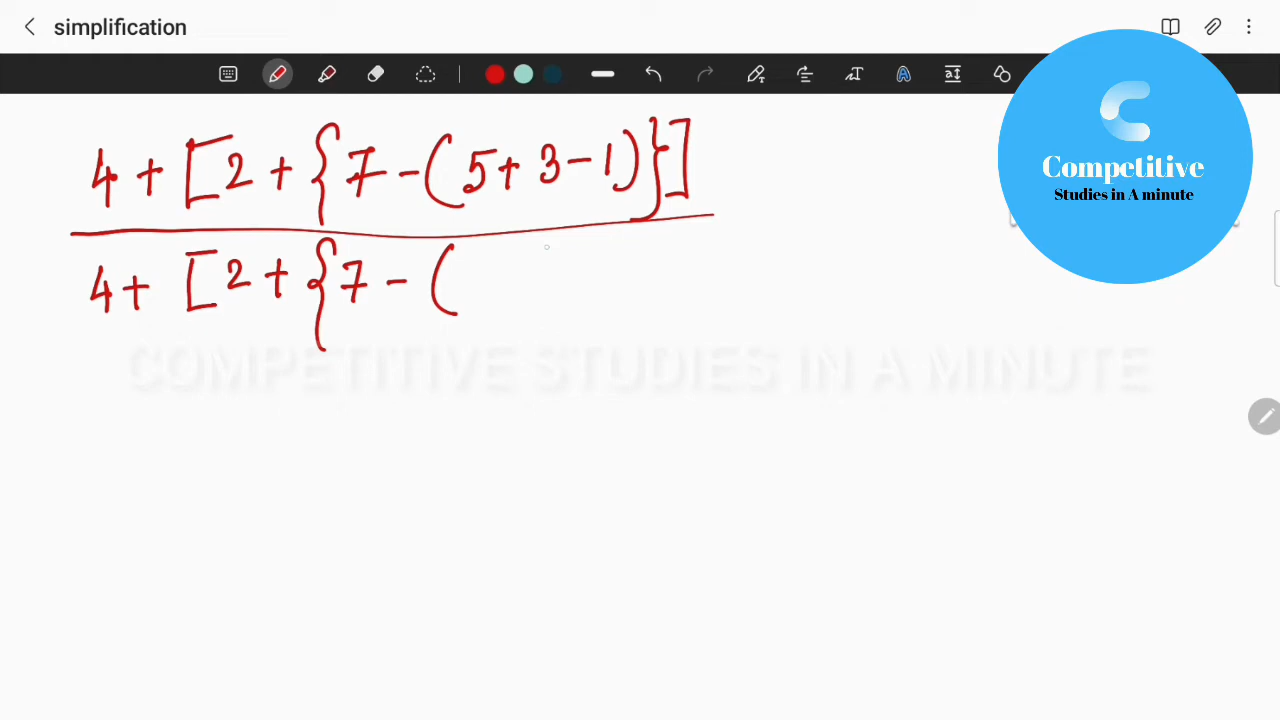 simplification
4 + [2 + {7 - (5 + 3 - 1)}]
4 + [2 + {7 - (
Competitive
Studies in A minute
COMPETITIVE STUDIES IN A MINUTE